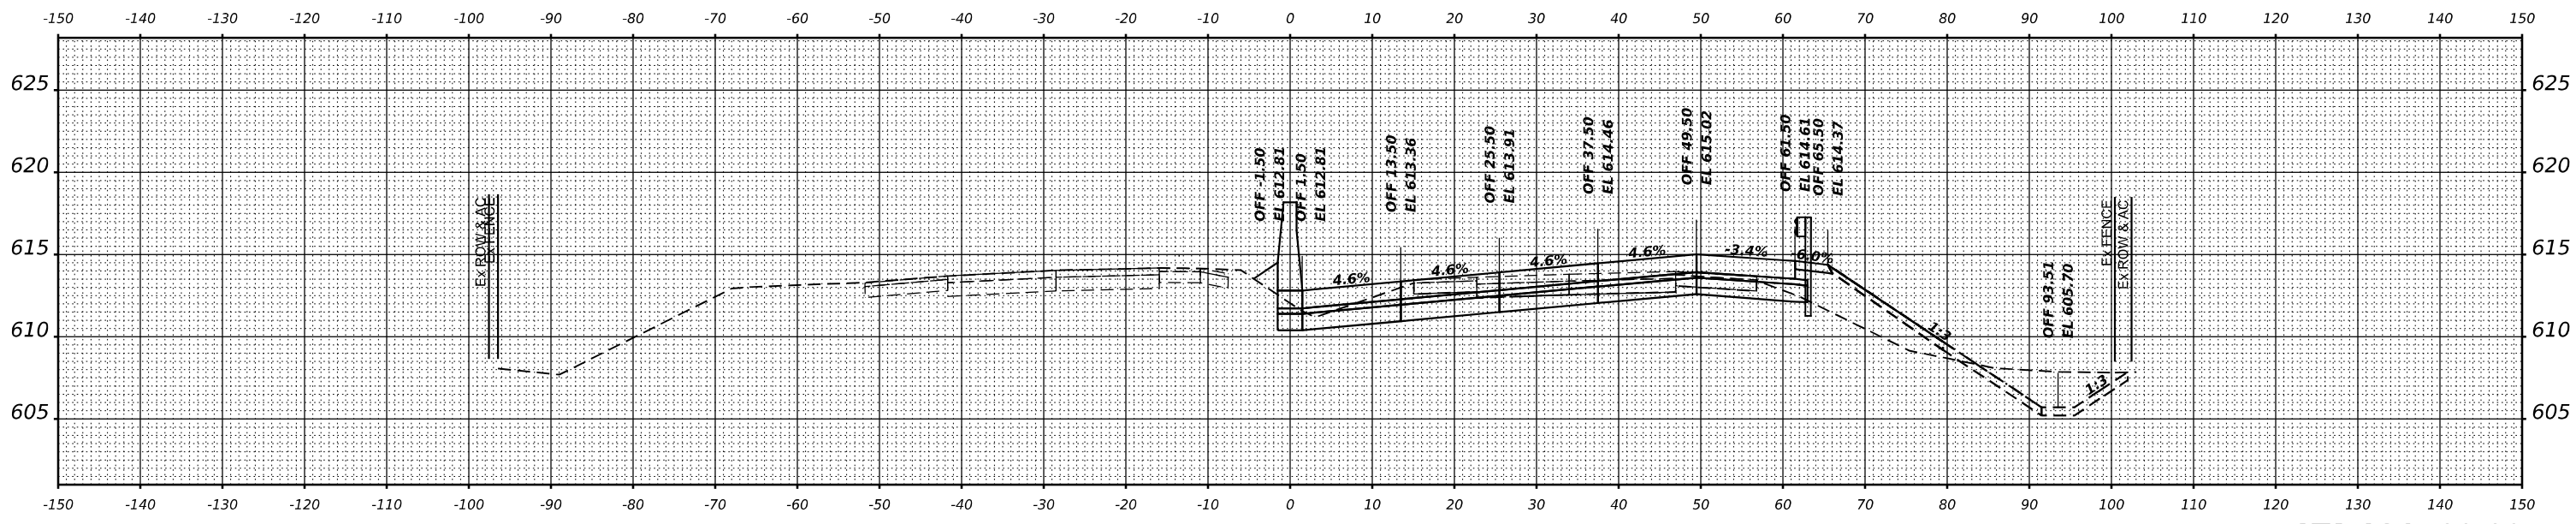 -150 -140 -130 -120 -110 -100 -90 -80 -70 -60 -50 -40 -30 -20 -10 0 10 20 30 40 50 60 70 80 90 100 110 120 130 140 150
625 625
620 620
615 615
610 610
605 605
Ex ROW & AC
Ex FENCE
OFF -1.50
EL 612.81
OFF 1.50
EL 612.81
OFF 13.50
EL 613.36
OFF 25.50
EL 613.91
OFF 37.50
EL 614.46
OFF 49.50
EL 615.02
OFF 61.50
EL 614.61
OFF 65.50
EL 614.37
4.6%
4.6%
4.6%
4.6%
-3.4%
6.0%
1:3
OFF 93.51
EL 605.70
1:3
Ex FENCE
Ex ROW & AC
-150 -140 -130 -120 -110 -100 -90 -80 -70 -60 -50 -40 -30 -20 -10 0 10 20 30 40 50 60 70 80 90 100 110 120 130 140 150